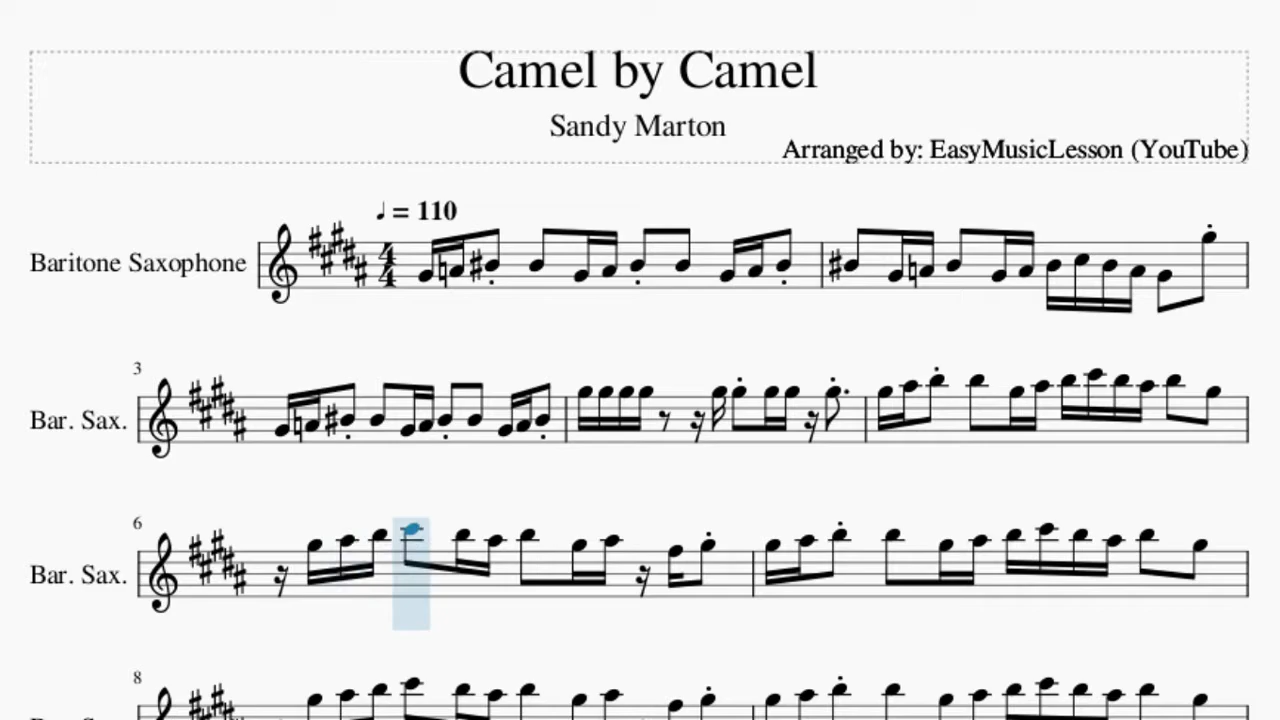 Camel by Camel
Sandy Marton
Arranged by: EasyMusicLesson (YouTube)
♩ = 110
Baritone Saxophone
4
4
3
Bar. Sax.
6
Bar. Sax.
8